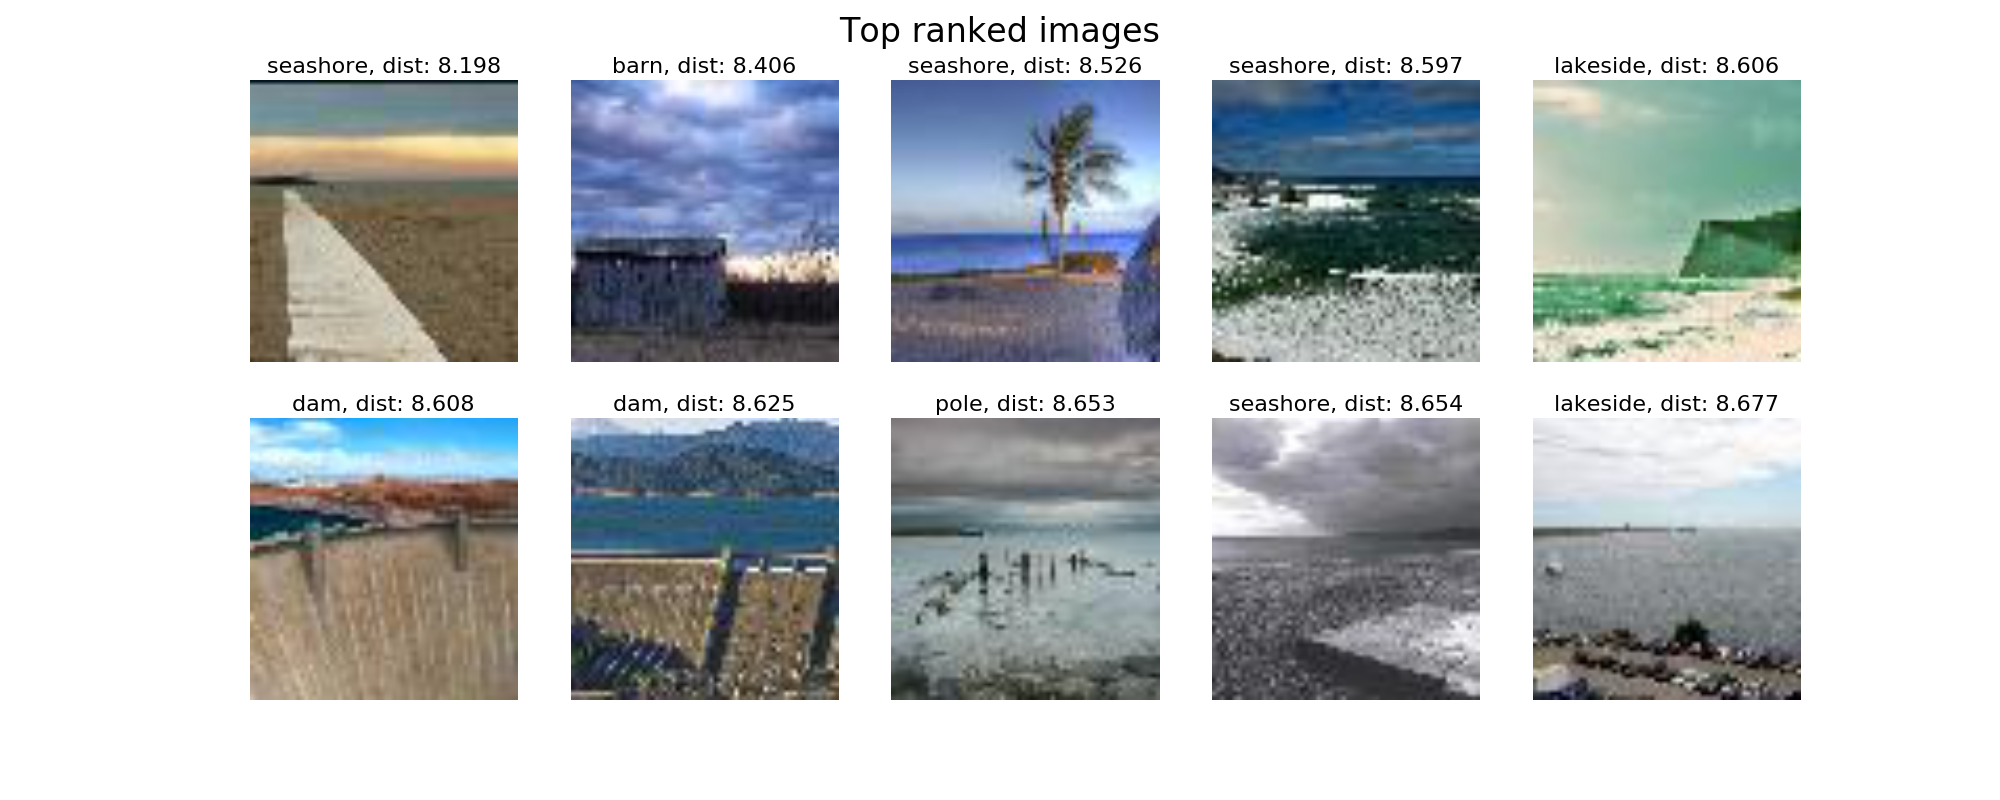 Top ranked images
seashore, dist: 8.198
barn, dist: 8.406
seashore, dist: 8.526
seashore, dist: 8.597
lakeside, dist: 8.606
dam, dist: 8.608
dam, dist: 8.625
pole, dist: 8.653
seashore, dist: 8.654
lakeside, dist: 8.677